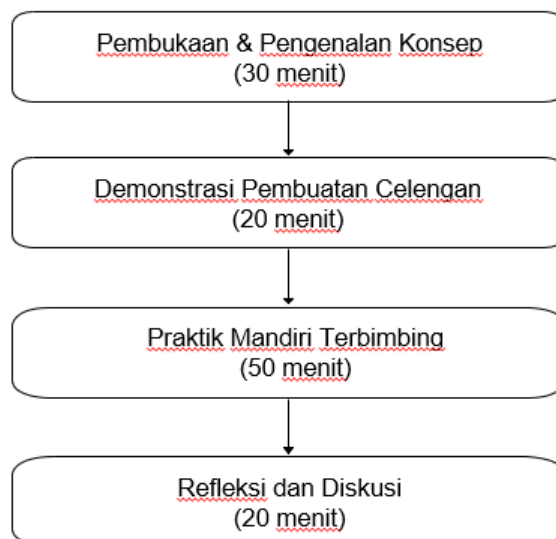 Pembukaan & Pengenalan Konsep
(30 menit)
Demonstrasi Pembuatan Celengan
(20 menit)
Praktik Mandiri Terbimbing
(50 menit)
Refleksi dan Diskusi
(20 menit)